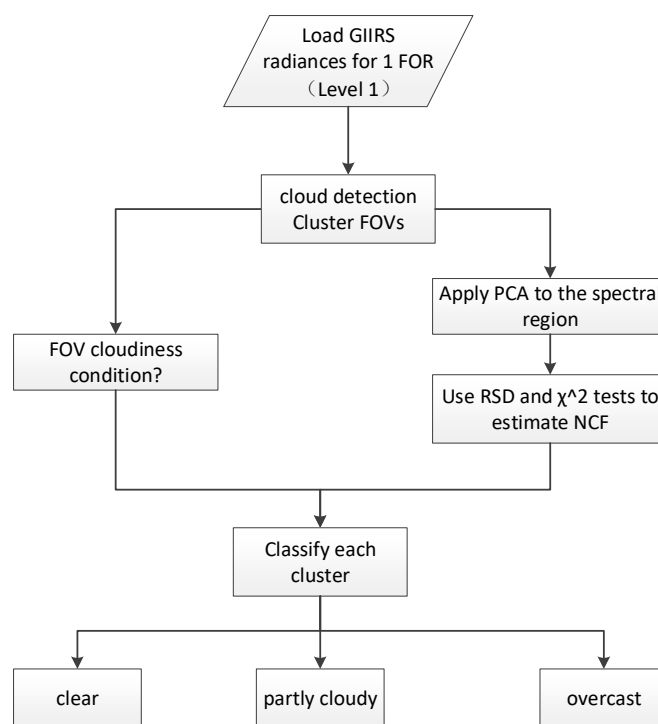 Load GIIRS
radiances for 1 FOR
（Level 1）
cloud detection
Cluster FOVs
Apply PCA to the spectra
region
FOV cloudiness
condition?
Use RSD and χ^2 tests to
estimate NCF
Classify each
cluster
clear
partly cloudy
overcast